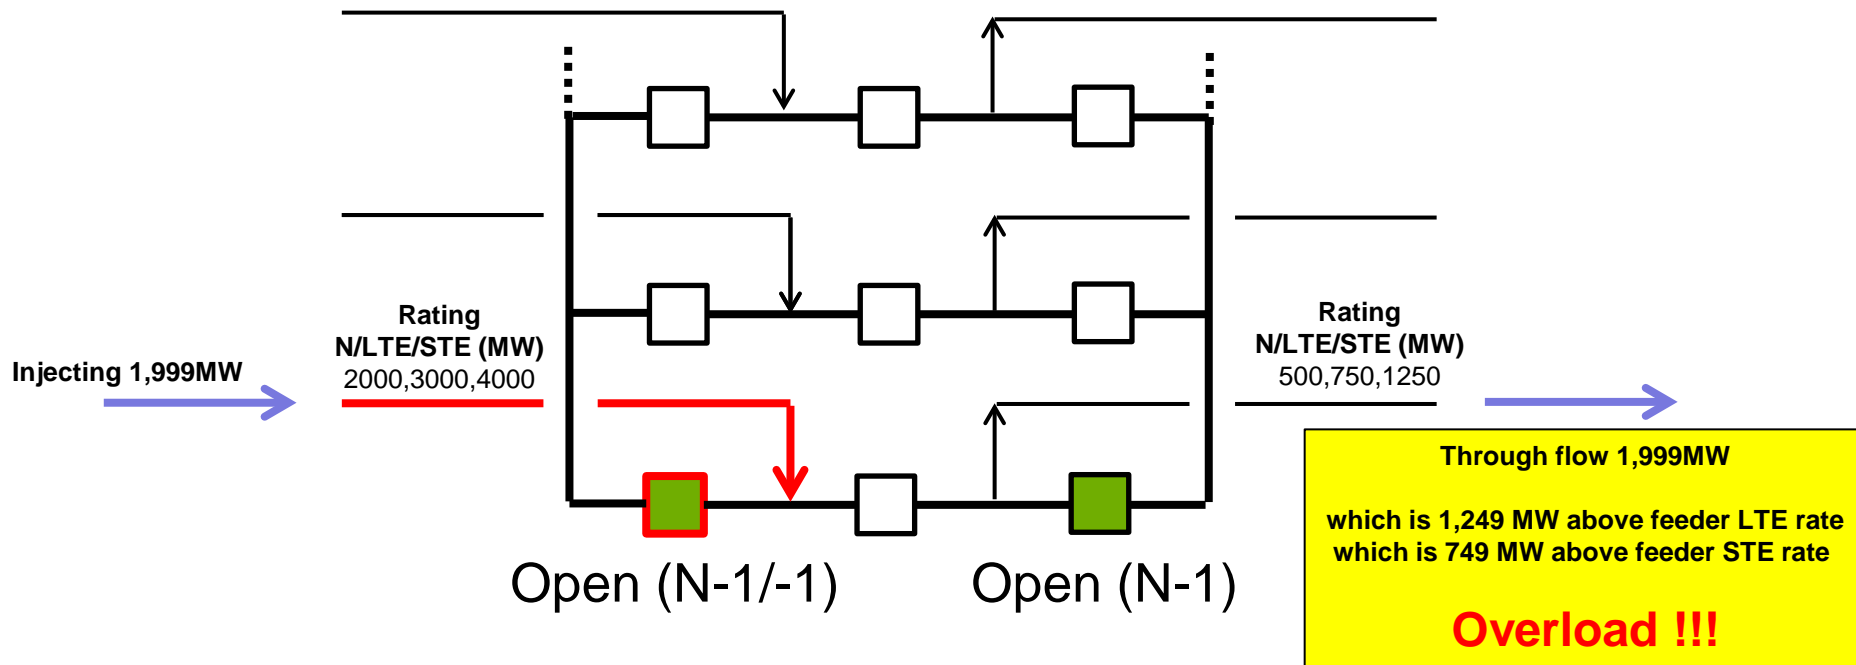 Rating
N/LTE/STE (MW)
2000,3000,4000
Injecting 1,999MW
Rating
N/LTE/STE (MW)
500,750,1250
Through flow 1,999MW
which is 1,249 MW above feeder LTE rate
which is 749 MW above feeder STE rate
Overload !!!
Open (N-1/-1)
Open (N-1)